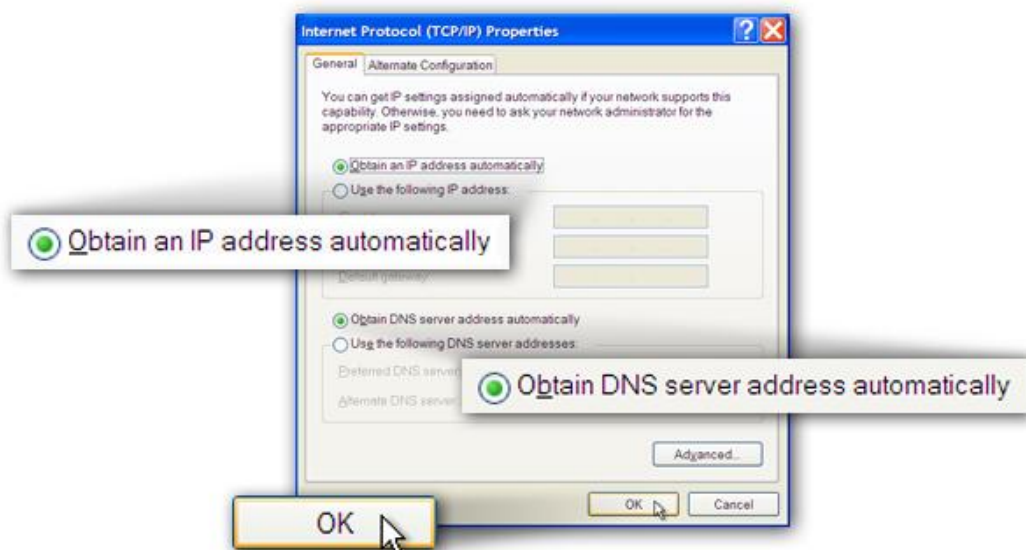 Internet Protocol (TCP/IP) Properties
General Alternate Configuration
You can get IP settings assigned automatically if your network supports this
capability. Otherwise, you need to ask your network administrator for the
appropriate IP settings.
Obtain an IP address automatically
Use the following IP address:
Obtain an IP address automatically
Default gateway:
Obtain DNS server address automatically
Use the following DNS server addresses:
Preferred DNS server
Obtain DNS server address automatically
Alternate DNS server
Advanced...
OK Cancel
OK